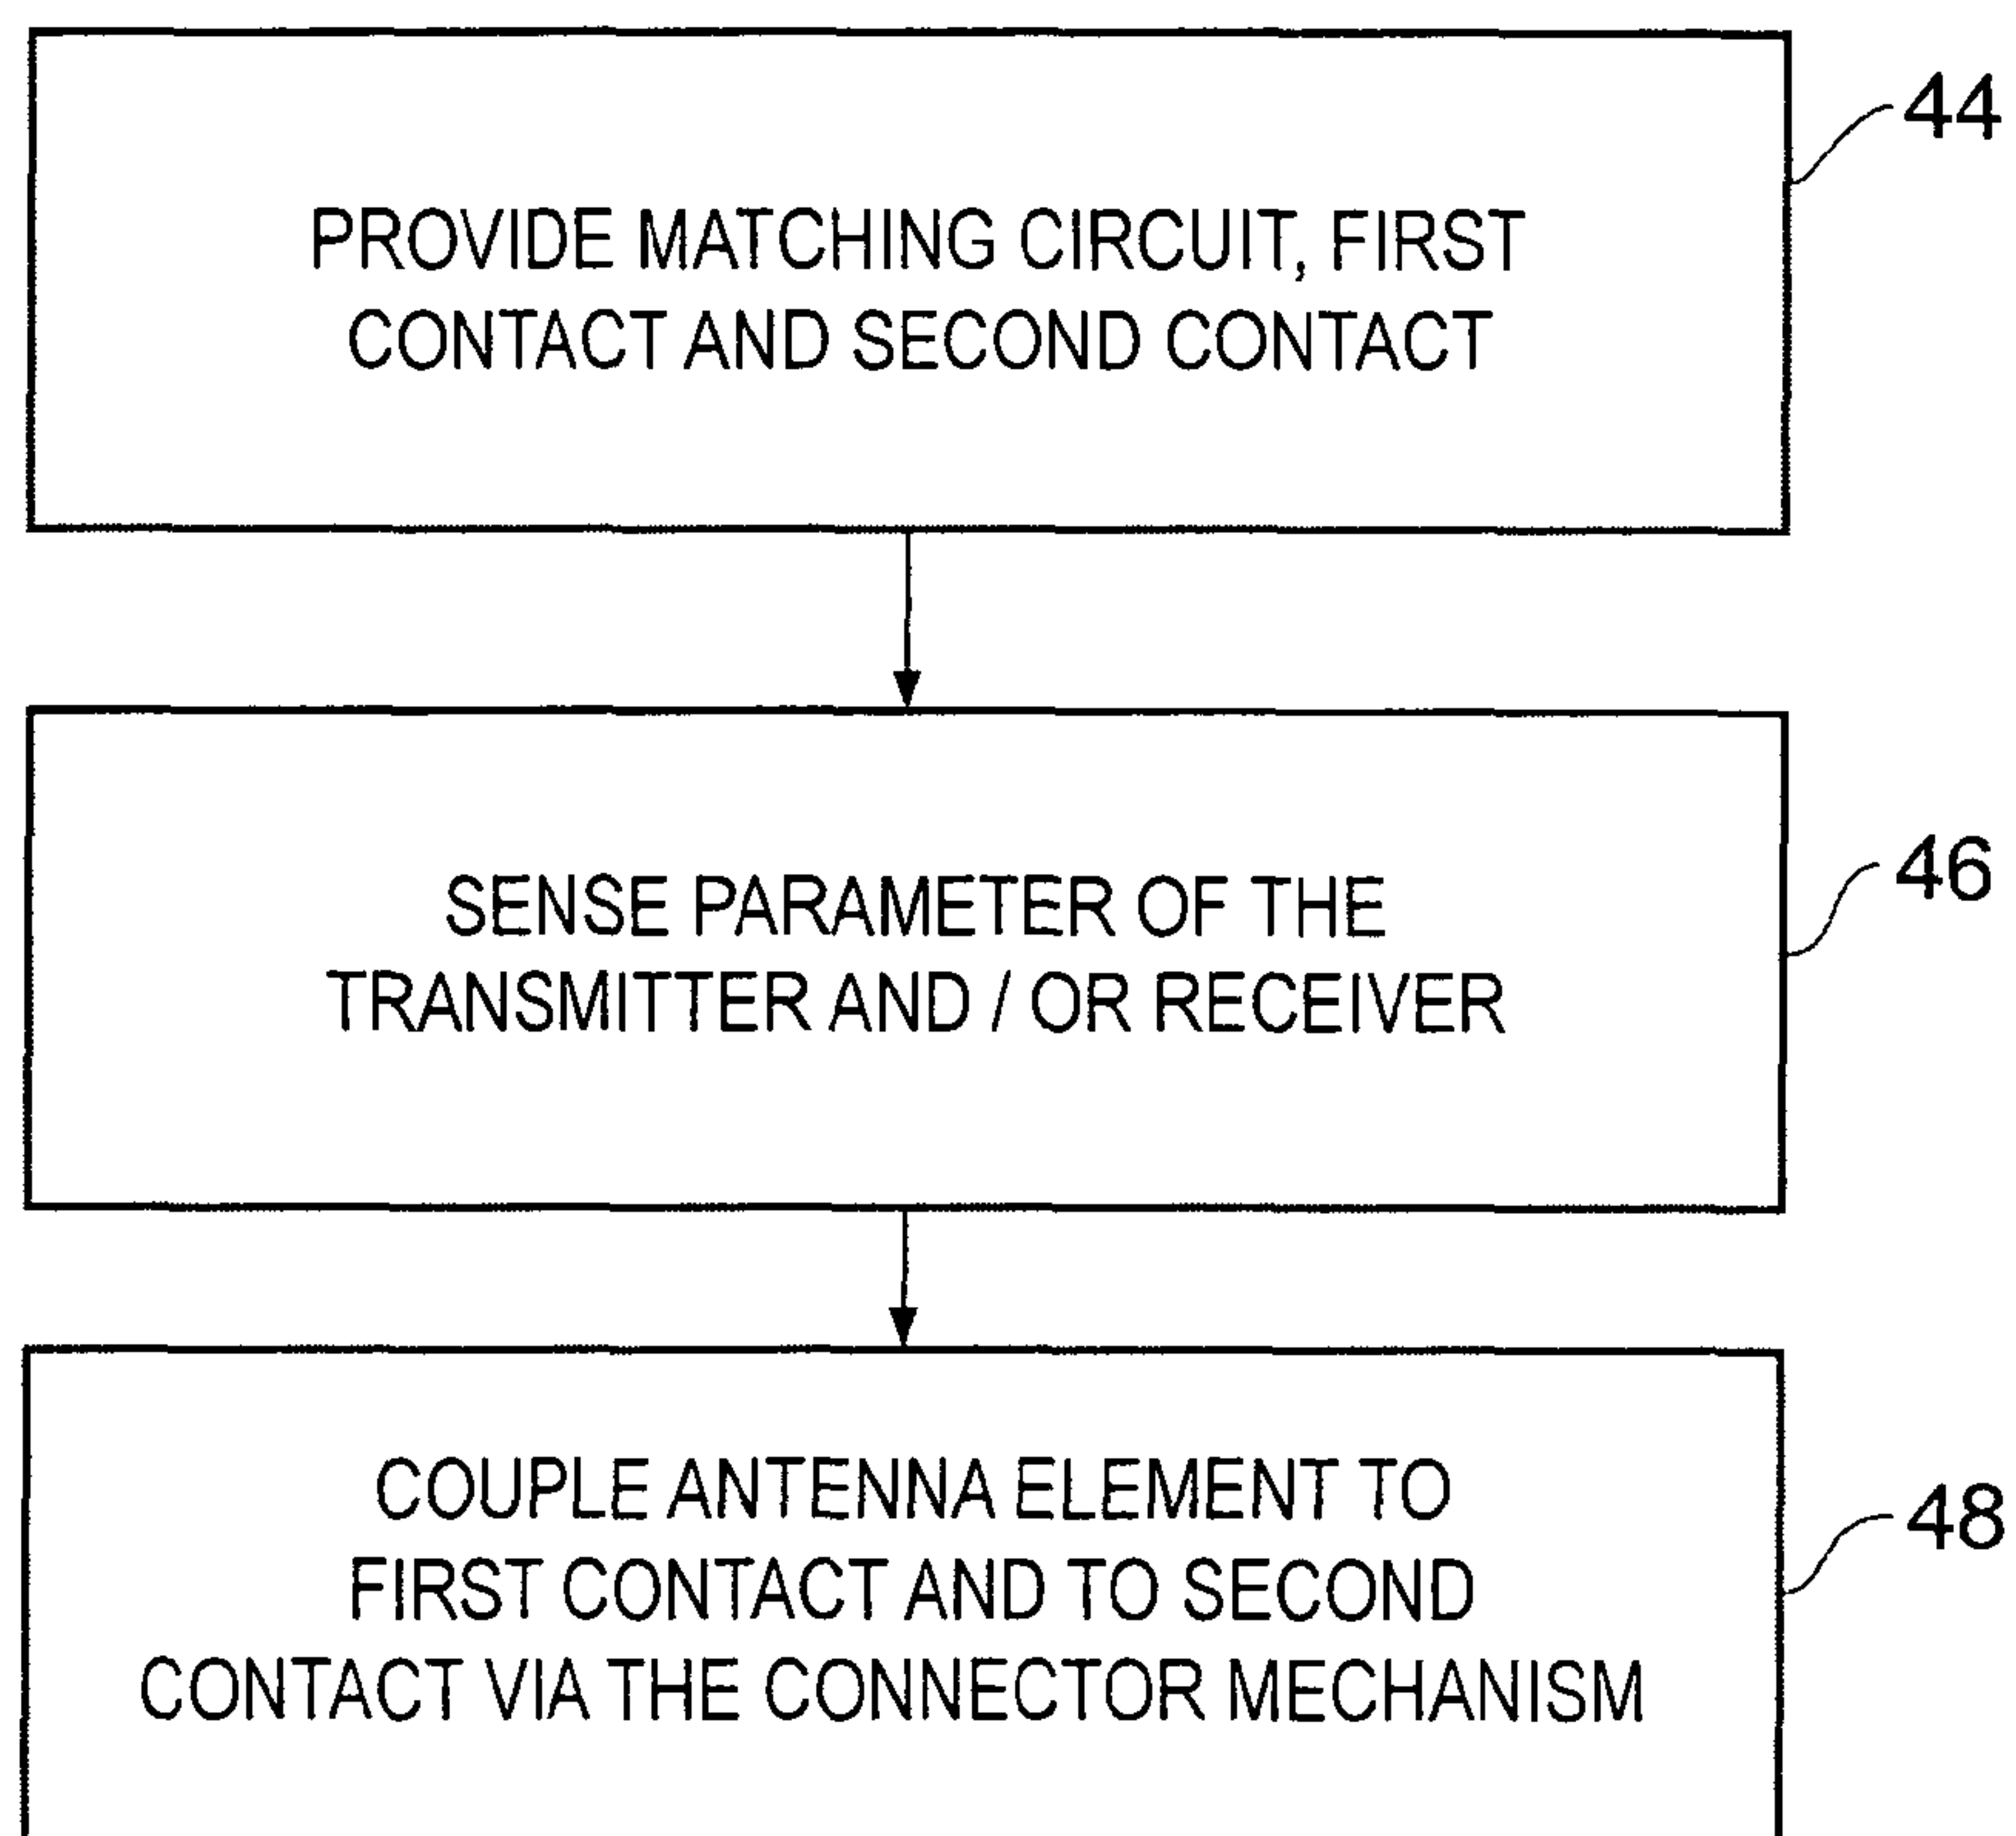 PROVIDE MATCHING CIRCUIT, FIRST
CONTACT AND SECOND CONTACT
44
SENSE PARAMETER OF THE
TRANSMITTER AND / OR RECEIVER
46
COUPLE ANTENNA ELEMENT TO
FIRST CONTACT AND TO SECOND
CONTACT VIA THE CONNECTOR MECHANISM
48